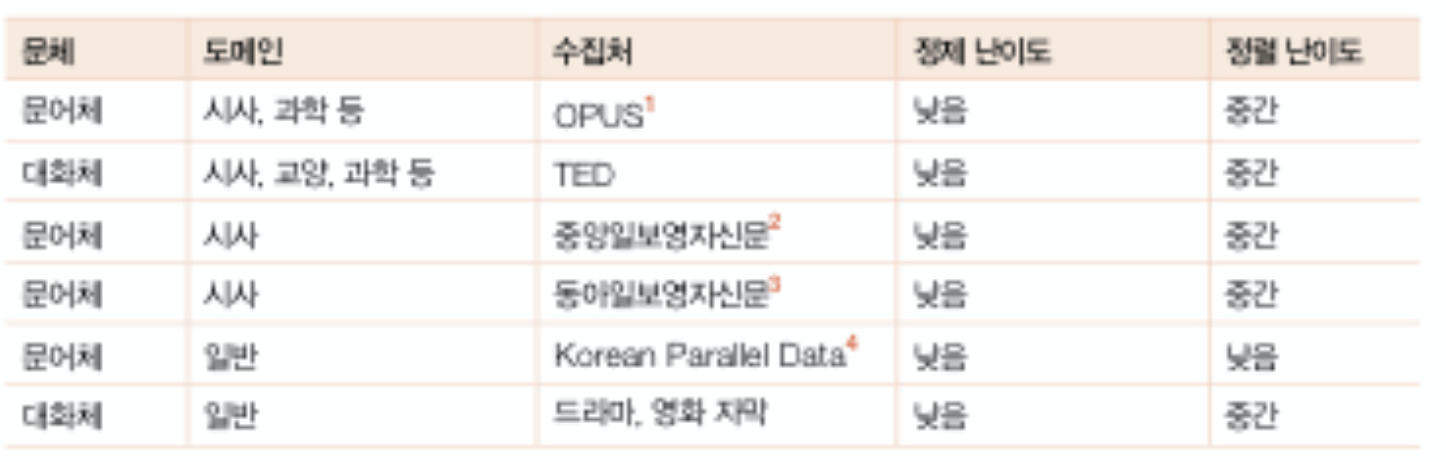 문체 도메인 수집처 정제 난이도 정렬 난이도
문어체 시사, 과학 등 OPUS1 낮음 중간
대화체 시사, 교양, 과학 등 TED 낮음 중간
문어체 시사 중앙일보영자신문2 낮음 중간
문어체 시사 동아일보영자신문3 낮음 중간
문어체 일반 Korean Parallel Data4 낮음 낮음
대화체 일반 드라마, 영화 자막 낮음 중간